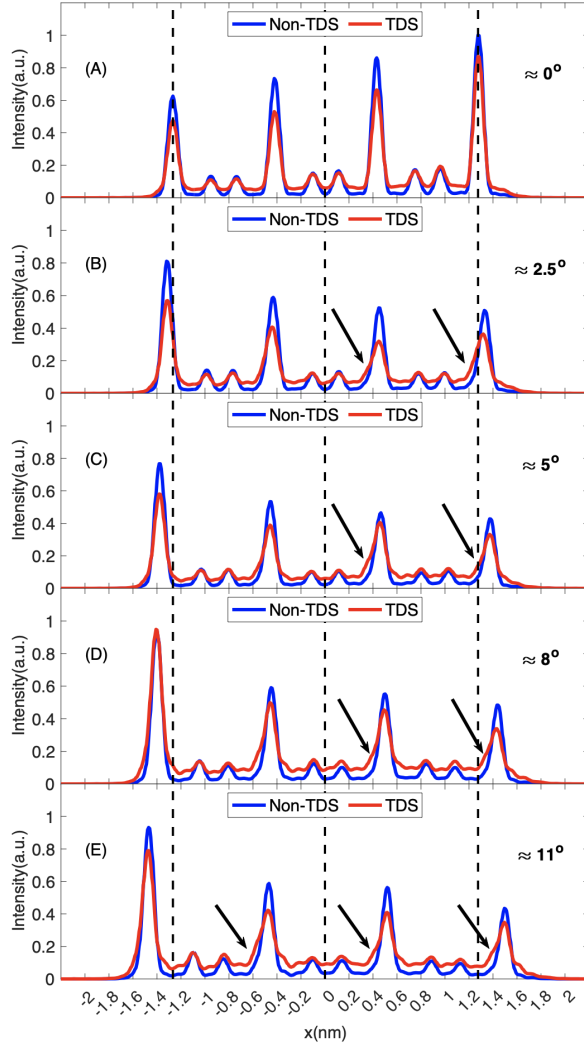 Non-TDS TDS
1
0.8
0.6
0.4
0.2
0
Intensity(a.u.)
(A)
≈ 0°
Non-TDS TDS
1
0.8
0.6
0.4
0.2
0
Intensity(a.u.)
(B)
≈ 2.5°
Non-TDS TDS
1
0.8
0.6
0.4
0.2
0
Intensity(a.u.)
(C)
≈ 5°
Non-TDS TDS
1
0.8
0.6
0.4
0.2
0
Intensity(a.u.)
(D)
≈ 8°
Non-TDS TDS
1
0.8
0.6
0.4
0.2
0
Intensity(a.u.)
(E)
≈ 11°
-2 -1.8 -1.6 -1.4 -1.2 -1 -0.8 -0.6 -0.4 -0.2 0 0.2 0.4 0.6 0.8 1 1.2 1.4 1.6 1.8 2
x(nm)